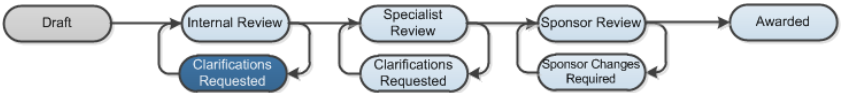 Draft
Internal Review
Specialist
Review
Sponsor Review
Awarded
Clarifications
Requested
Clarifications
Requested
Sponsor Changes
Required